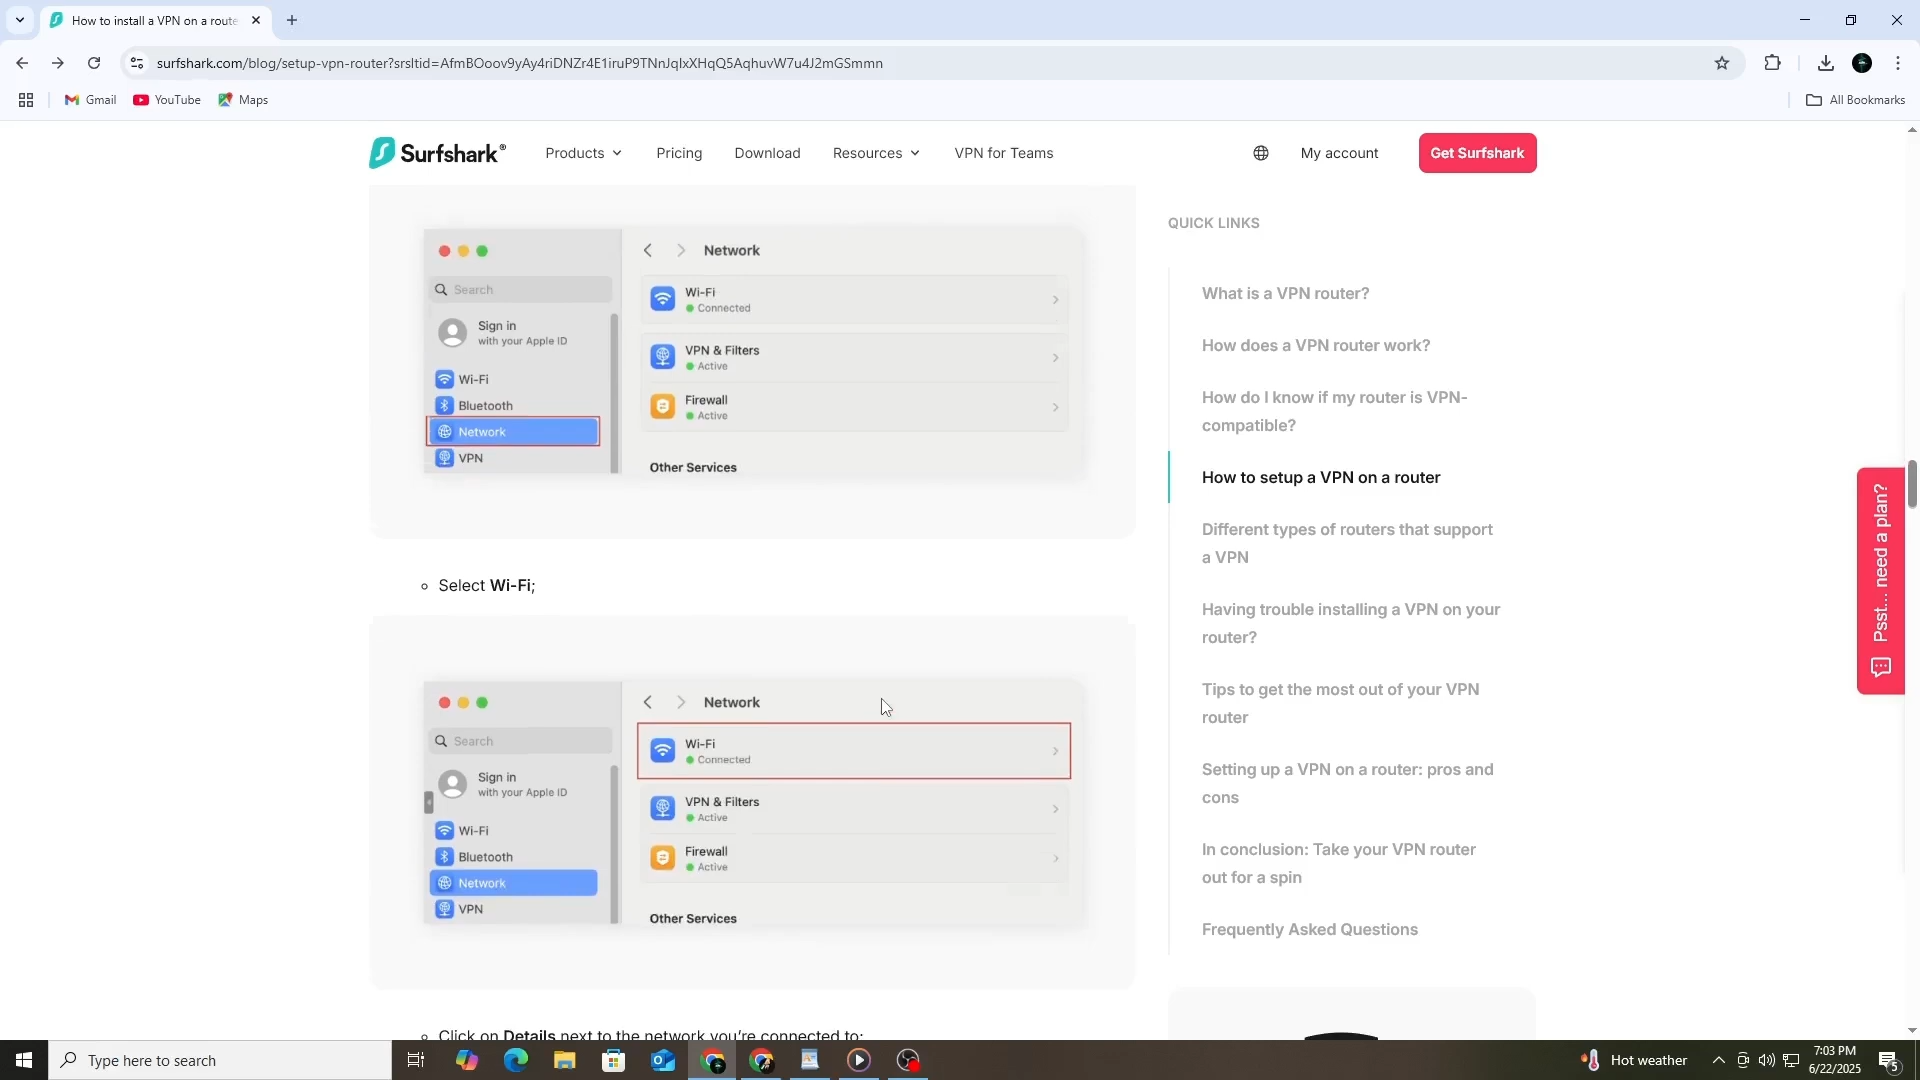 How to install a VPN on a route
surfshark.com/blog/setup-vpn-router?srsltid=AfmBOoov9yAy4riDNZr4E1iruP9TNnJqIxXHqQ5AqhuvW7u4J2mGSmmn
Gmail
YouTube
Maps
All Bookmarks
Surfshark®
Products
Pricing
Download
Resources
VPN for Teams
My account
Get Surfshark
Search
Sign in
with your Apple ID
Wi-Fi
Bluetooth
Network
VPN
Network
Wi-Fi
Connected
VPN & Filters
Active
Firewall
Active
Other Services
Select Wi-Fi;
Search
Sign in
with your Apple ID
Wi-Fi
Bluetooth
Network
VPN
Network
Wi-Fi
Connected
VPN & Filters
Active
Firewall
Active
Other Services
Click on Details next to the network you're connected to;
QUICK LINKS
What is a VPN router?
How does a VPN router work?
How do I know if my router is VPN-
compatible?
How to setup a VPN on a router
Different types of routers that support
a VPN
Having trouble installing a VPN on your
router?
Tips to get the most out of your VPN
router
Setting up a VPN on a router: pros and
cons
In conclusion: Take your VPN router
out for a spin
Frequently Asked Questions
Psst... need a plan?
Type here to search
Hot weather
7:03 PM
6/22/2025
5